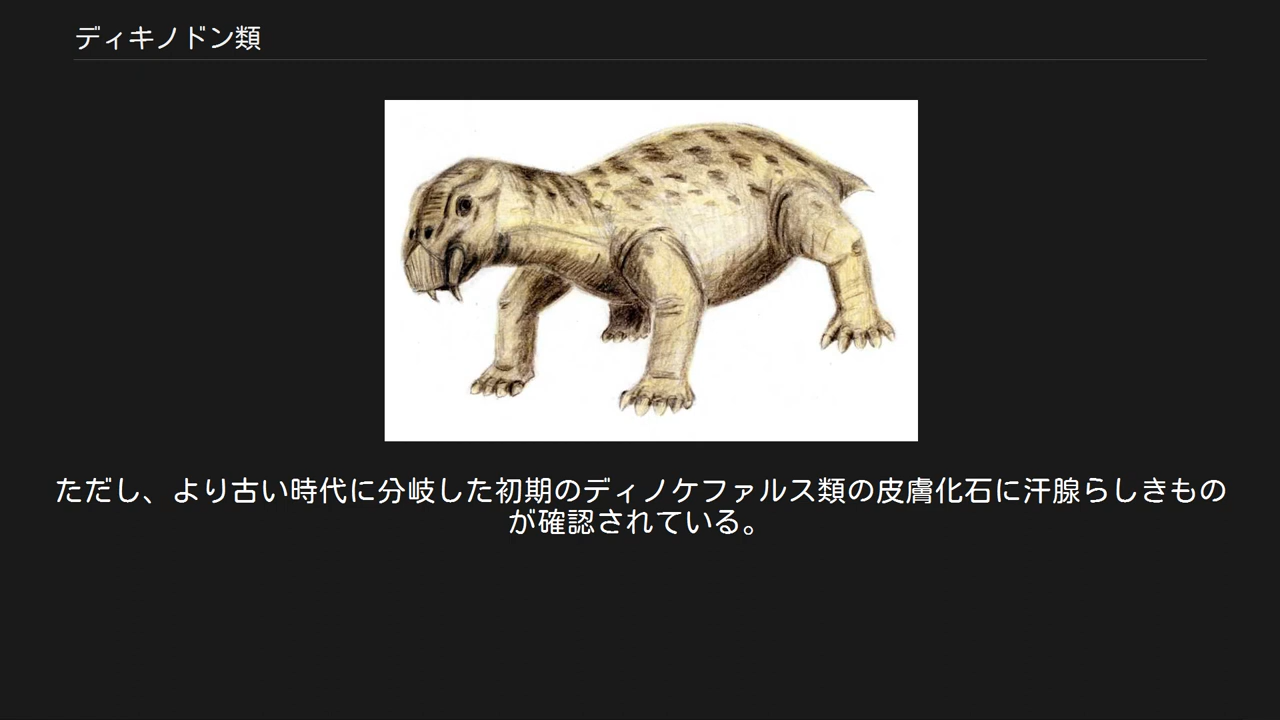 ディキノドン類
ただし、より古い時代に分岐した初期のディノケファルス類の皮膚化石に汗腺らしきもの
が確認されている。